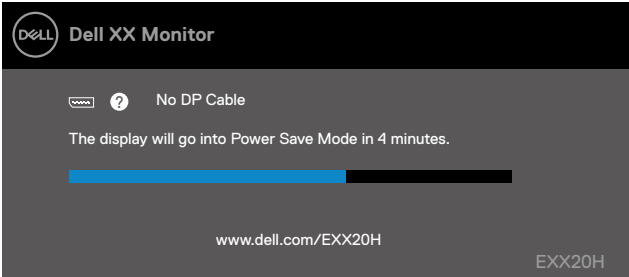 DELL Dell XX Monitor
? No DP Cable
The display will go into Power Save Mode in 4 minutes.
www.dell.com/EXX20H
EXX20H